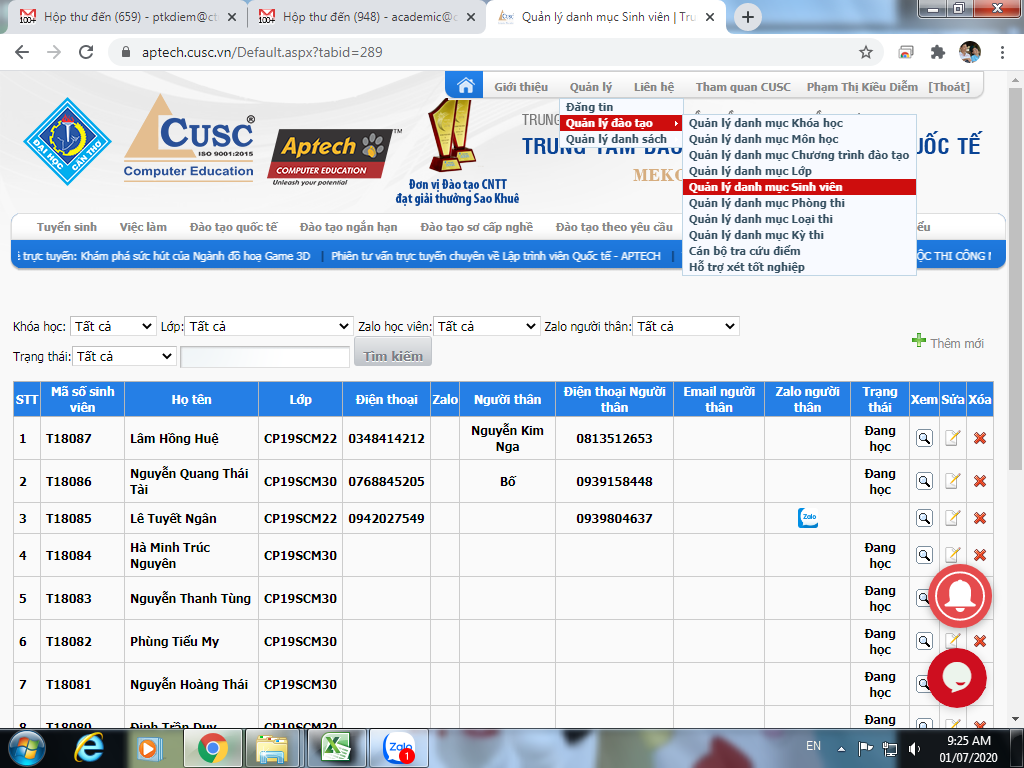 Hộp thư đến (659) - ptkdiem@ct
Hộp thư đến (948) - academic@c
Quản lý danh mục Sinh viên | Tru
aptech.cusc.vn/Default.aspx?tabid=289
Giới thiệu Quản lý Liên hệ Tham quan CUSC Phạm Thị Kiều Diễm [Thoát]
Đăng tin
Quản lý đào tạo
Quản lý danh sách
Quản lý danh mục Khóa học
Quản lý danh mục Môn học
Quản lý danh mục Chương trình đào tạo
Quản lý danh mục Lớp
Quản lý danh mục Sinh viên
Quản lý danh mục Phòng thi
Quản lý danh mục Loại thi
Quản lý danh mục Kỳ thi
Cán bộ tra cứu điểm
Hỗ trợ xét tốt nghiệp
ĐẠI HỌC CẦN THƠ
CUSC
ISO 9001:2015
Computer Education
Aptech
COMPUTER EDUCATION
Unleash your potential
Đơn vị Đào tạo CNTT
đạt giải thưởng Sao Khuê
TRUNG
TRUNG TÂM
UỐC TẾ
MEKO
Tuyển sinh Việc làm Đào tạo quốc tế Đào tạo ngắn hạn Đào tạo sơ cấp nghề Đào tạo theo yêu cầu
trực tuyến: Khám phá sức hút của Ngành đồ hoạ Game 3D | Phiên tư vấn trực tuyến chuyên về Lập trình viên Quốc tế - APTECH |
ỘC THI CÔNG
Khóa học: Tất cả Lớp: Tất cả Zalo học viên: Tất cả Zalo người thân: Tất cả
Trạng thái: Tất cả Tìm kiếm
Thêm mới
STT Mã số sinh viên Họ tên Lớp Điện thoại Zalo Người thân Điện thoại Người thân Email người thân Zalo người thân Trạng thái Xem Sửa Xóa
1 T18087 Lâm Hồng Huệ CP19SCM22 0348414212 Nguyễn Kim Nga 0813512653 Đang học
2 T18086 Nguyễn Quang Thái Tài CP19SCM30 0768845205 Bố 0939158448 Đang học
3 T18085 Lê Tuyết Ngân CP19SCM22 0942027549 0939804637 Zalo
4 T18084 Hà Minh Trúc Nguyên CP19SCM30 Đang học
5 T18083 Nguyễn Thanh Tùng CP19SCM30 Đang học
6 T18082 Phùng Tiểu My CP19SCM30 Đang học
7 T18081 Nguyễn Hoàng Thái CP19SCM30 Đang học
8 T18080 Đinh Trần Duy Đang
Zalo 1
EN
9:25 AM
01/07/2020